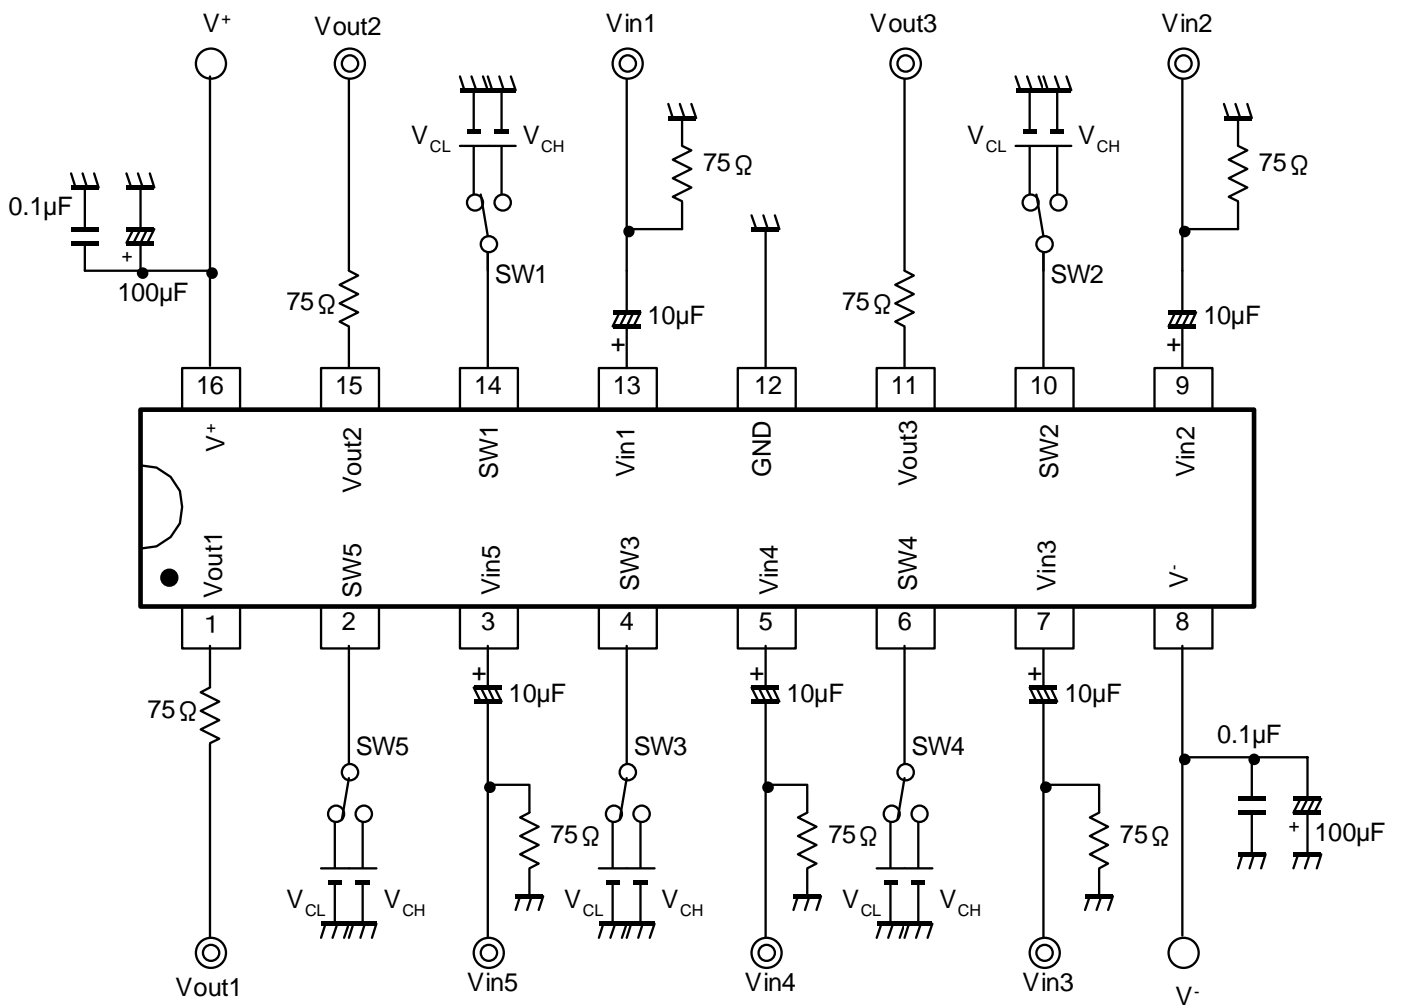 V+
Vout2
Vin1
Vout3
Vin2
VCL
VCH
75Ω
VCL
VCH
75Ω
0.1µF
+
100µF
75Ω
SW1
10µF
+
75Ω
SW2
10µF
+
16
15
14
13
12
11
10
9
V+
Vout2
SW1
Vin1
GND
Vout3
SW2
Vin2
Vout1
SW5
Vin5
SW3
Vin4
SW4
Vin3
V-
1
2
3
4
5
6
7
8
75Ω
+
10µF
+
10µF
+
10µF
SW5
SW3
SW4
0.1µF
75Ω
75Ω
75Ω
+
100µF
VCL
VCH
VCL
VCH
VCL
VCH
Vout1
Vin5
Vin4
Vin3
V-